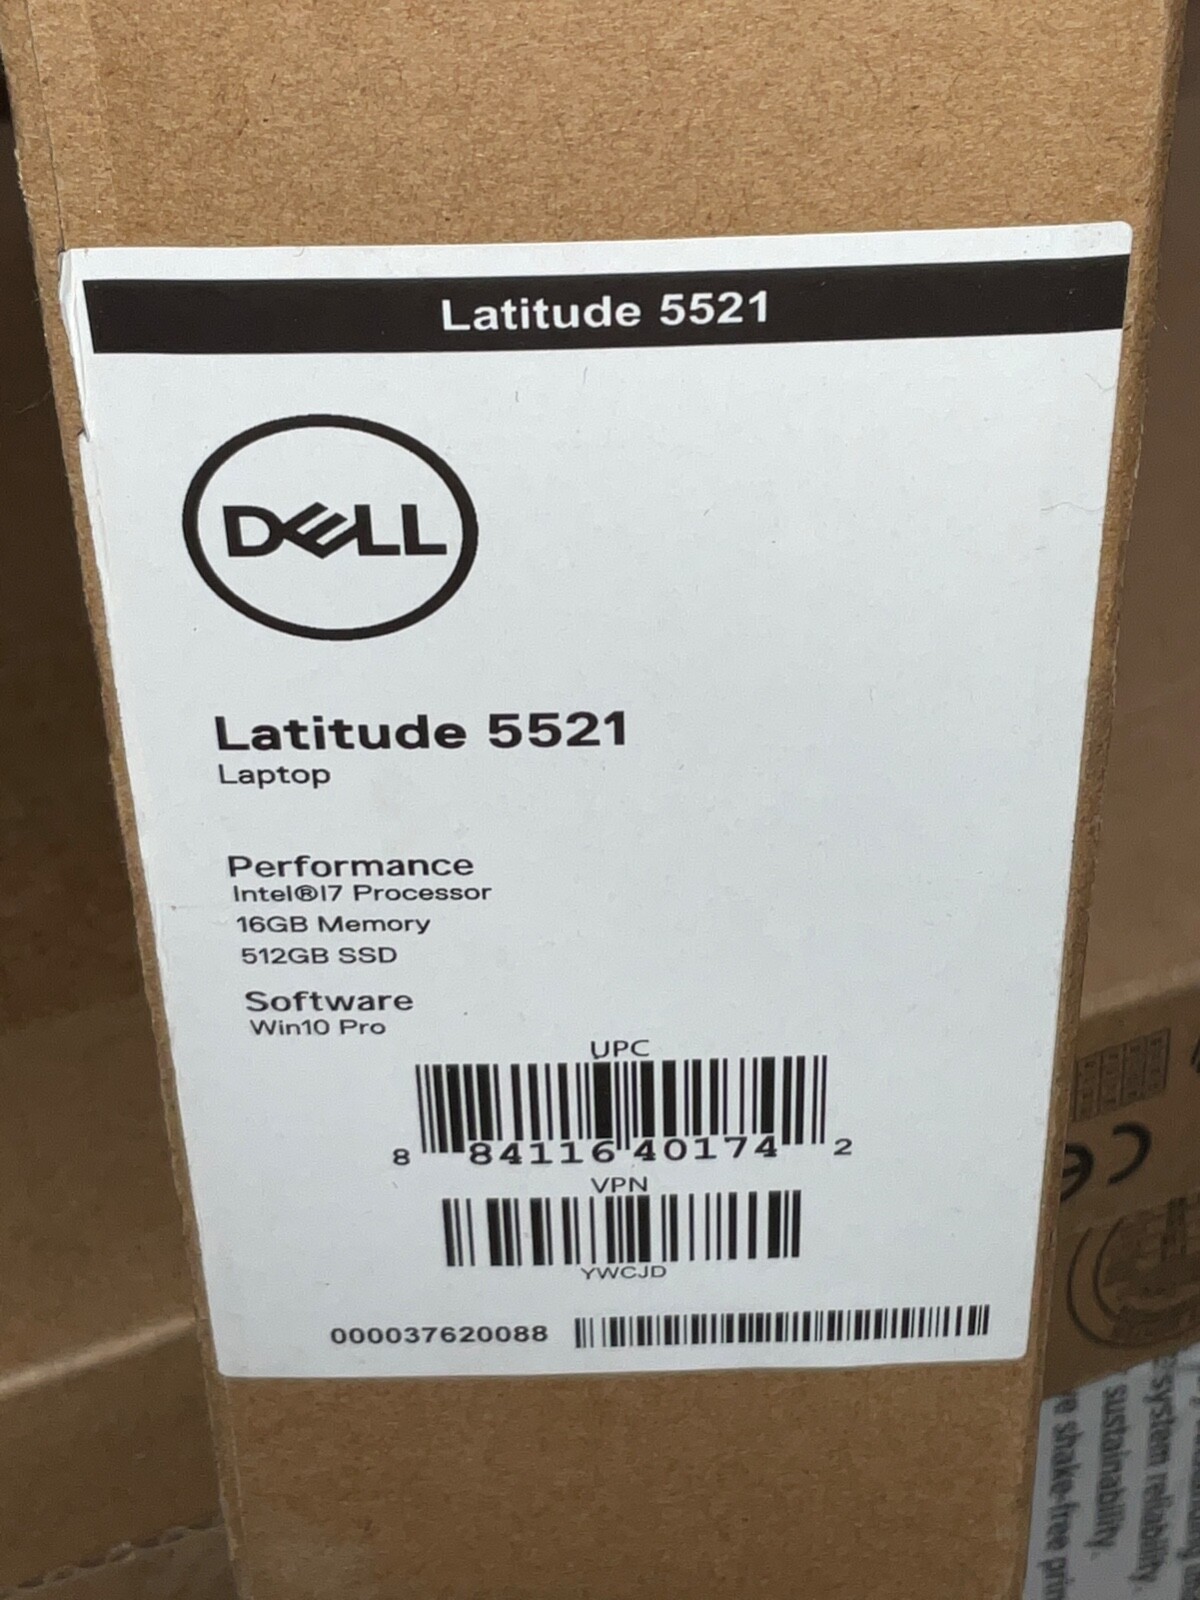 Latitude 5521
DELL
Latitude 5521
Laptop
Performance
Intel®I7 Processor
16GB Memory
512GB SSD
Software
Win10 Pro
UPC
8 84116 40174 2
VPN
YWCJD
000037620088
CE
system reliability
sustainability.
shake-free